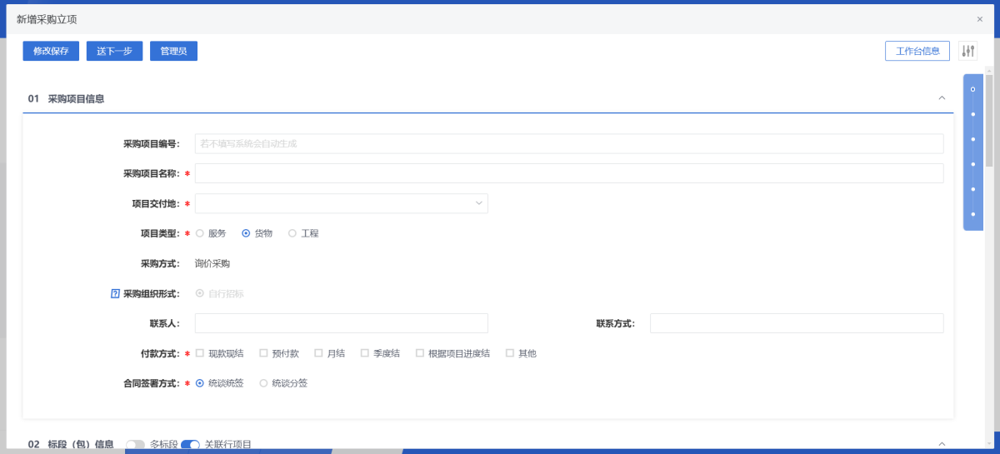 新增采购立项 ×
修改保存 送下一步 管理员 工作台信息
01 采购项目信息
采购项目编号： 若不填写系统会自动生成
采购项目名称： *
项目交付地： *
项目类型： * 服务 货物 工程
采购方式： 询价采购
? 采购组织形式： 自行招标
联系人： 联系方式：
付款方式： * 现款现结 预付款 月结 季度结 根据项目进度结 其他
合同签署方式： * 统谈统签 统谈分签
02 标段（包）信息 多标段 关联行项目